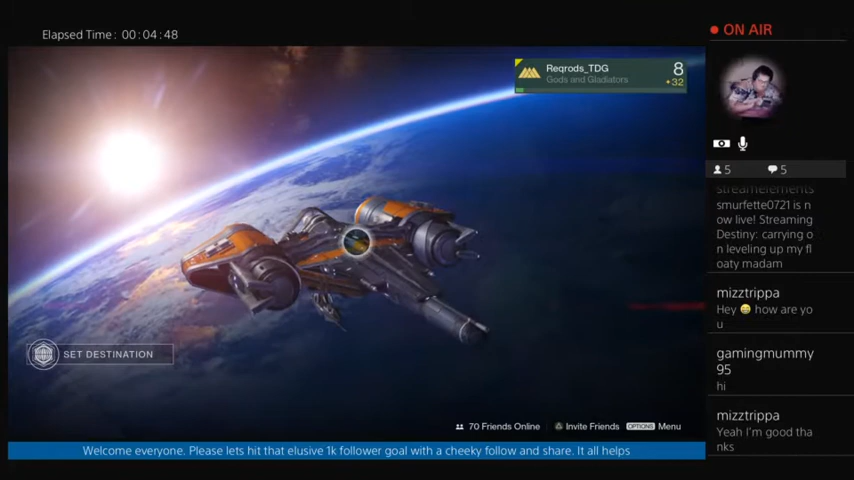 Elapsed Time : 00:04:48
ON AIR
Reqrods_TDG
8
Gods and Gladiators
32
5
5
streamelements
smurfette0721 is n
ow live! Streaming
Destiny: carrying o
n leveling up my fl
oaty madam
mizztrippa
Hey 😄 how are yo
u
gamingmummy
95
hi
mizztrippa
Yeah I'm good tha
nks
SET DESTINATION
70 Friends Online
Invite Friends
OPTIONS Menu
Welcome everyone. Please lets hit that elusive 1k follower goal with a cheeky follow and share. It all helps